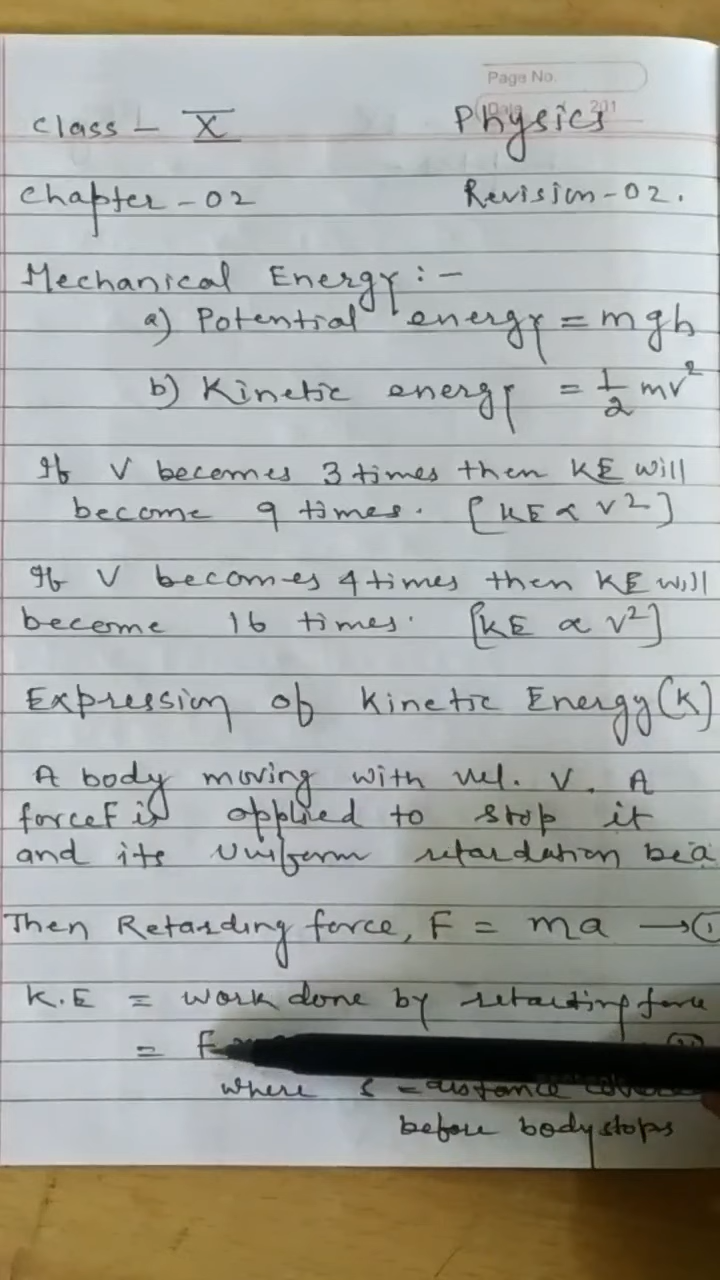 Page No.
Date 201
Class - X Physics
Chapter - 02 Revision - 02.
Mechanical Energy : -
a) Potential energy = mgh
b) Kinetic energy = 1/2 mv²
If V becomes 3 times then KE will
become 9 times. [KE ∝ v²]
If V becomes 4 times then KE will
become 16 times. [KE ∝ v²]
Expression of Kinetic Energy (K)
A body moving with vel. V. A
force F is applied to stop it
and its uniform retardation be a
Then Retarding force, F = ma → ①
K.E = work done by retarding force
= F
where s = distance
before body stops